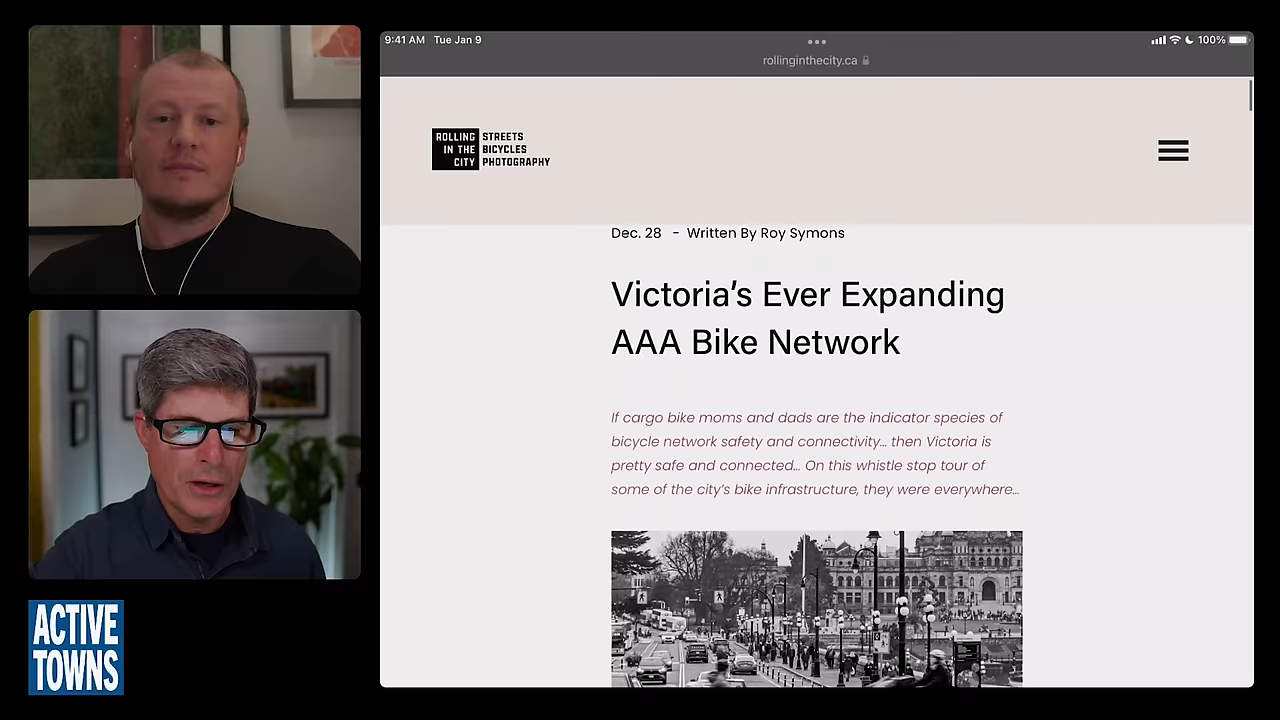 9:41 AM Tue Jan 9
100%
rollinginthecity.ca
ROLLING STREETS
IN THE BICYCLES
CITY PHOTOGRAPHY
Dec. 28 - Written By Roy Symons
Victoria’s Ever Expanding
AAA Bike Network
If cargo bike moms and dads are the indicator species of
bicycle network safety and connectivity… then Victoria is
pretty safe and connected… On this whistle stop tour of
some of the city’s bike infrastructure, they were everywhere…
ACTIVE
TOWNS